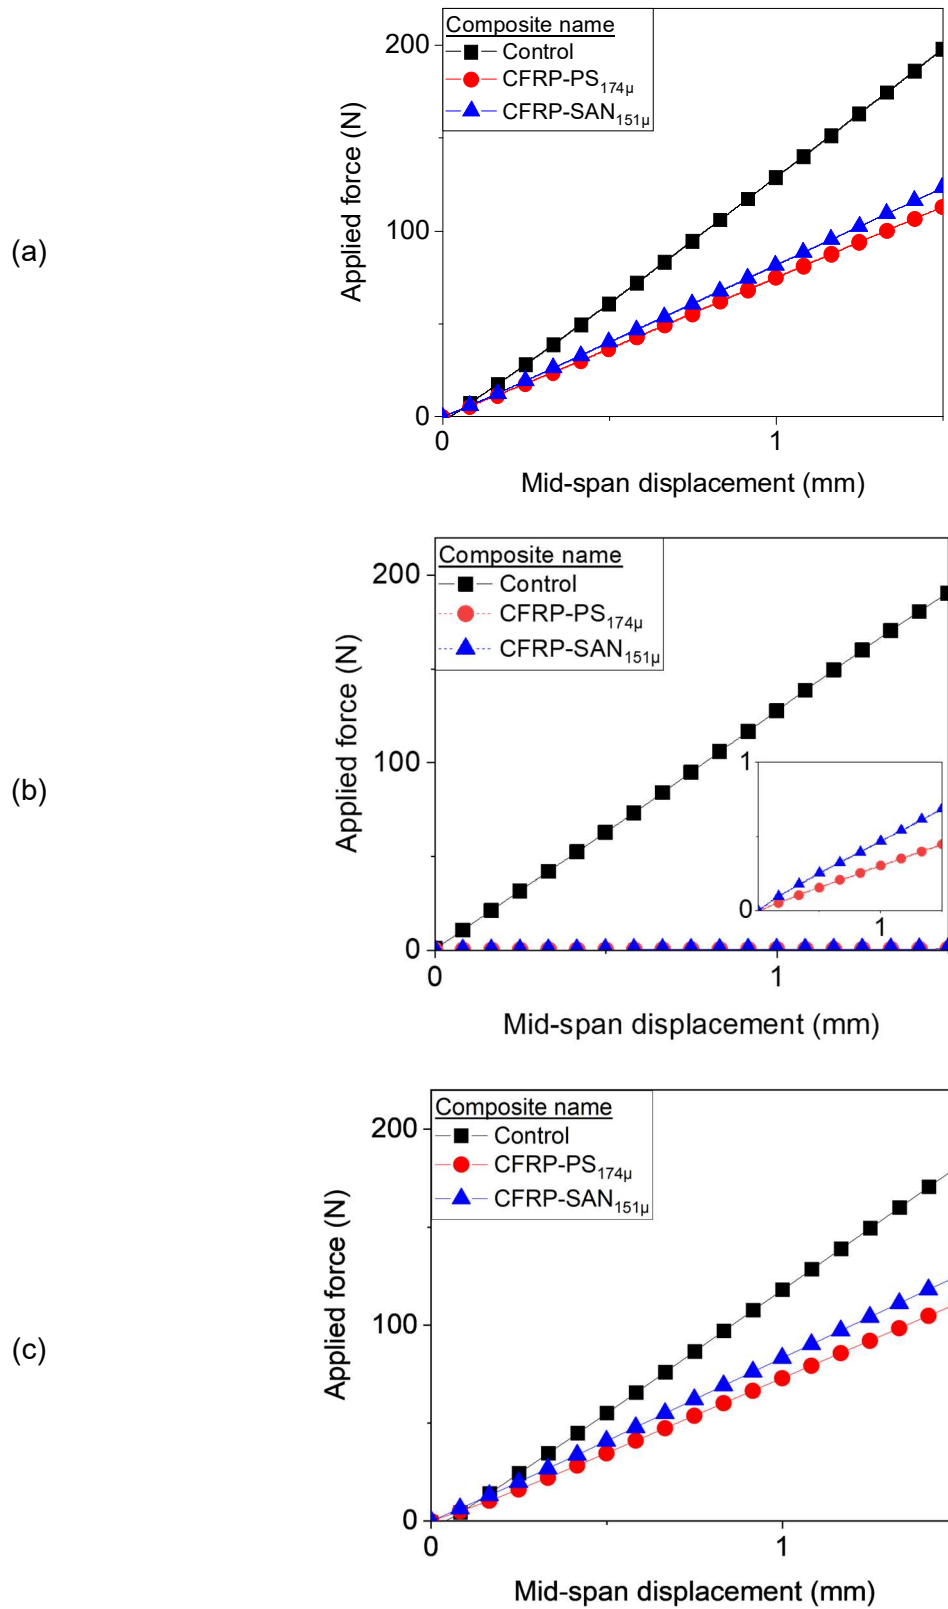 (a)
Composite name
Control
CFRP-PS174μ
CFRP-SAN151μ
Applied force (N)
200
100
0
0 1
Mid-span displacement (mm)
(b)
Composite name
Control
CFRP-PS174μ
CFRP-SAN151μ
Applied force (N)
200
100
0
1
0
1
0 1
Mid-span displacement (mm)
(c)
Composite name
Control
CFRP-PS174μ
CFRP-SAN151μ
Applied force (N)
200
100
0
0 1
Mid-span displacement (mm)